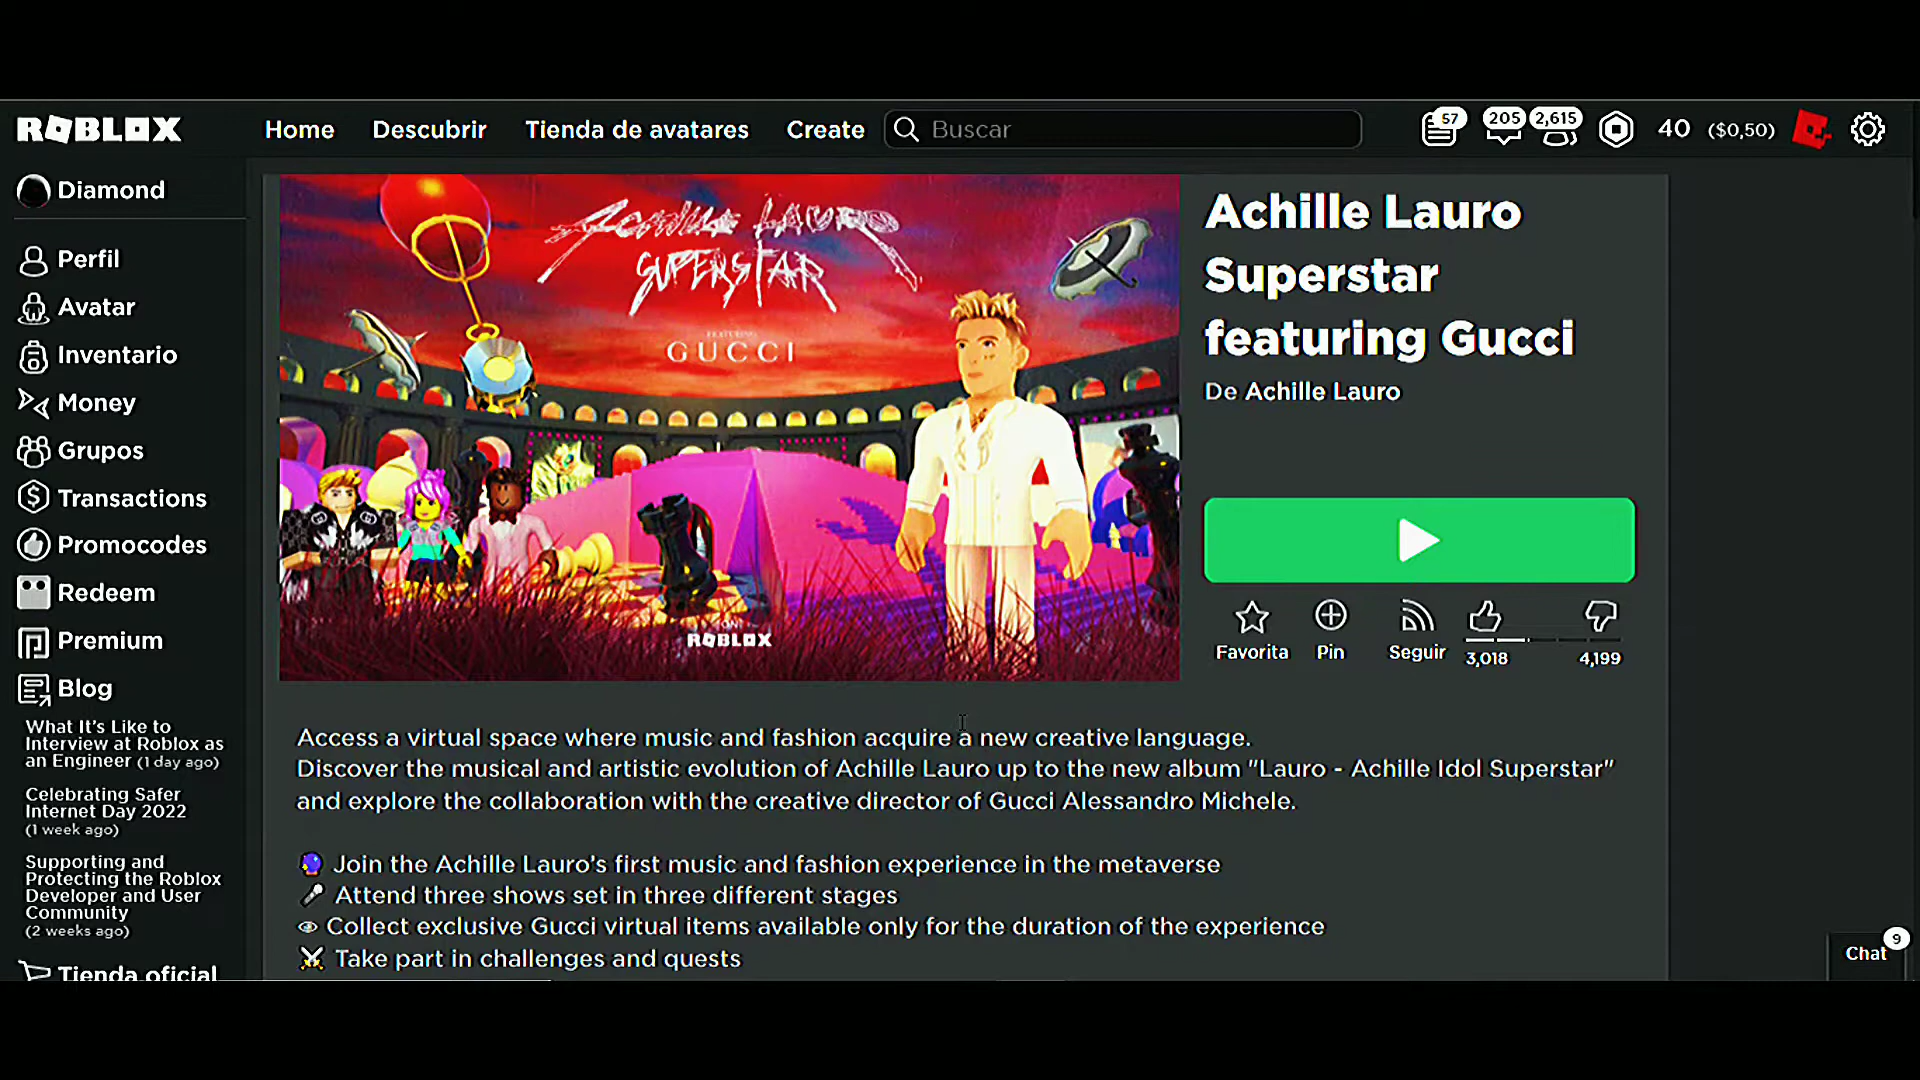 ROBLOX
Home
Descubrir
Tienda de avatares
Create
Buscar
57
205
2,615
40
($0,50)
Diamond
Perfil
Avatar
Inventario
Money
Grupos
Transactions
Promocodes
Redeem
Premium
Blog
What It's Like to
Interview at Roblox as
an Engineer (1 day ago)
Celebrating Safer
Internet Day 2022
(1 week ago)
Supporting and
Protecting the Roblox
Developer and User
Community
(2 weeks ago)
Tienda oficial
ACHILLE LAURO
SUPERSTAR
FEATURING
GUCCI
ROBLOX
Achille Lauro
Superstar
featuring Gucci
De Achille Lauro
Favorita
Pin
Seguir
3,018
4,199
Access a virtual space where music and fashion acquire a new creative language.
Discover the musical and artistic evolution of Achille Lauro up to the new album "Lauro - Achille Idol Superstar"
and explore the collaboration with the creative director of Gucci Alessandro Michele.
🔮 Join the Achille Lauro's first music and fashion experience in the metaverse
🎤 Attend three shows set in three different stages
👁 Collect exclusive Gucci virtual items available only for the duration of the experience
⚔ Take part in challenges and quests
Chat
9